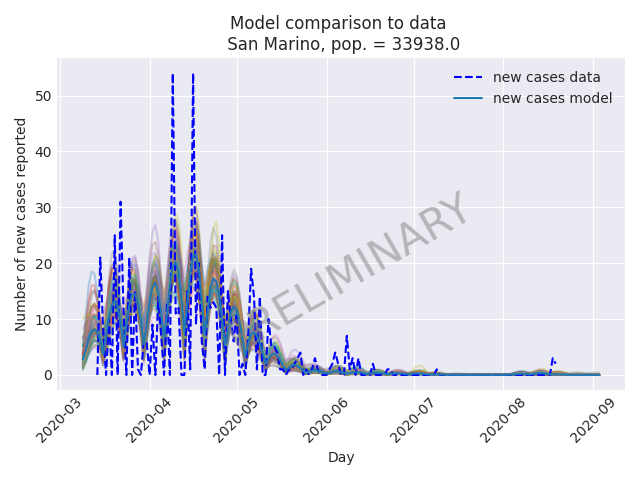 Model comparison to data
San Marino, pop. = 33938.0
new cases data
new cases model
PRELIMINARY
Number of new cases reported
50
40
30
20
10
0
2020-03
2020-04
2020-05
2020-06
2020-07
2020-08
2020-09
Day